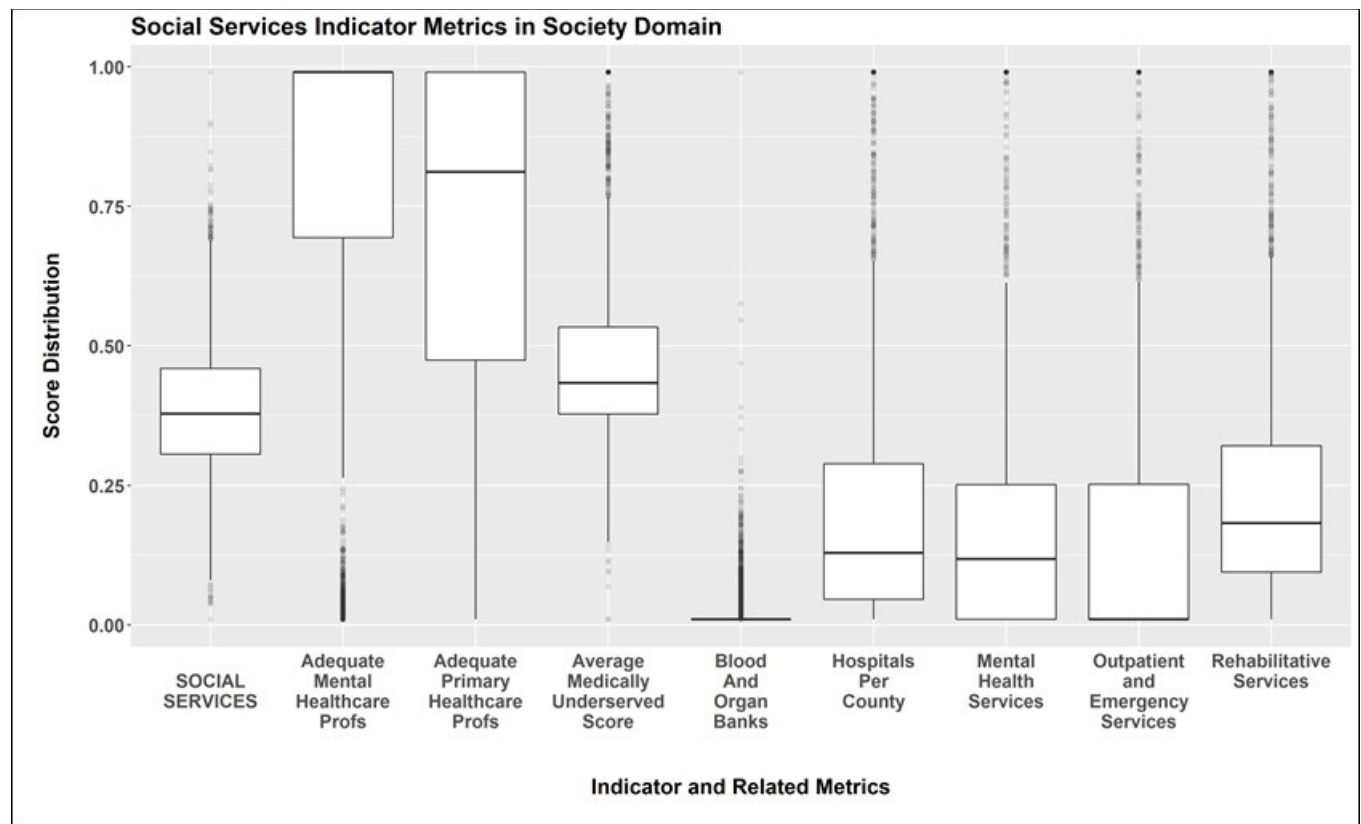 Social Services Indicator Metrics in Society Domain
Score Distribution
1.00
0.75
0.50
0.25
0.00
SOCIAL
SERVICES
Adequate
Mental
Healthcare
Profs
Adequate
Primary
Healthcare
Profs
Average
Medically
Underserved
Score
Blood
And
Organ
Banks
Hospitals
Per
County
Mental
Health
Services
Outpatient
and
Emergency
Services
Rehabilitative
Services
Indicator and Related Metrics